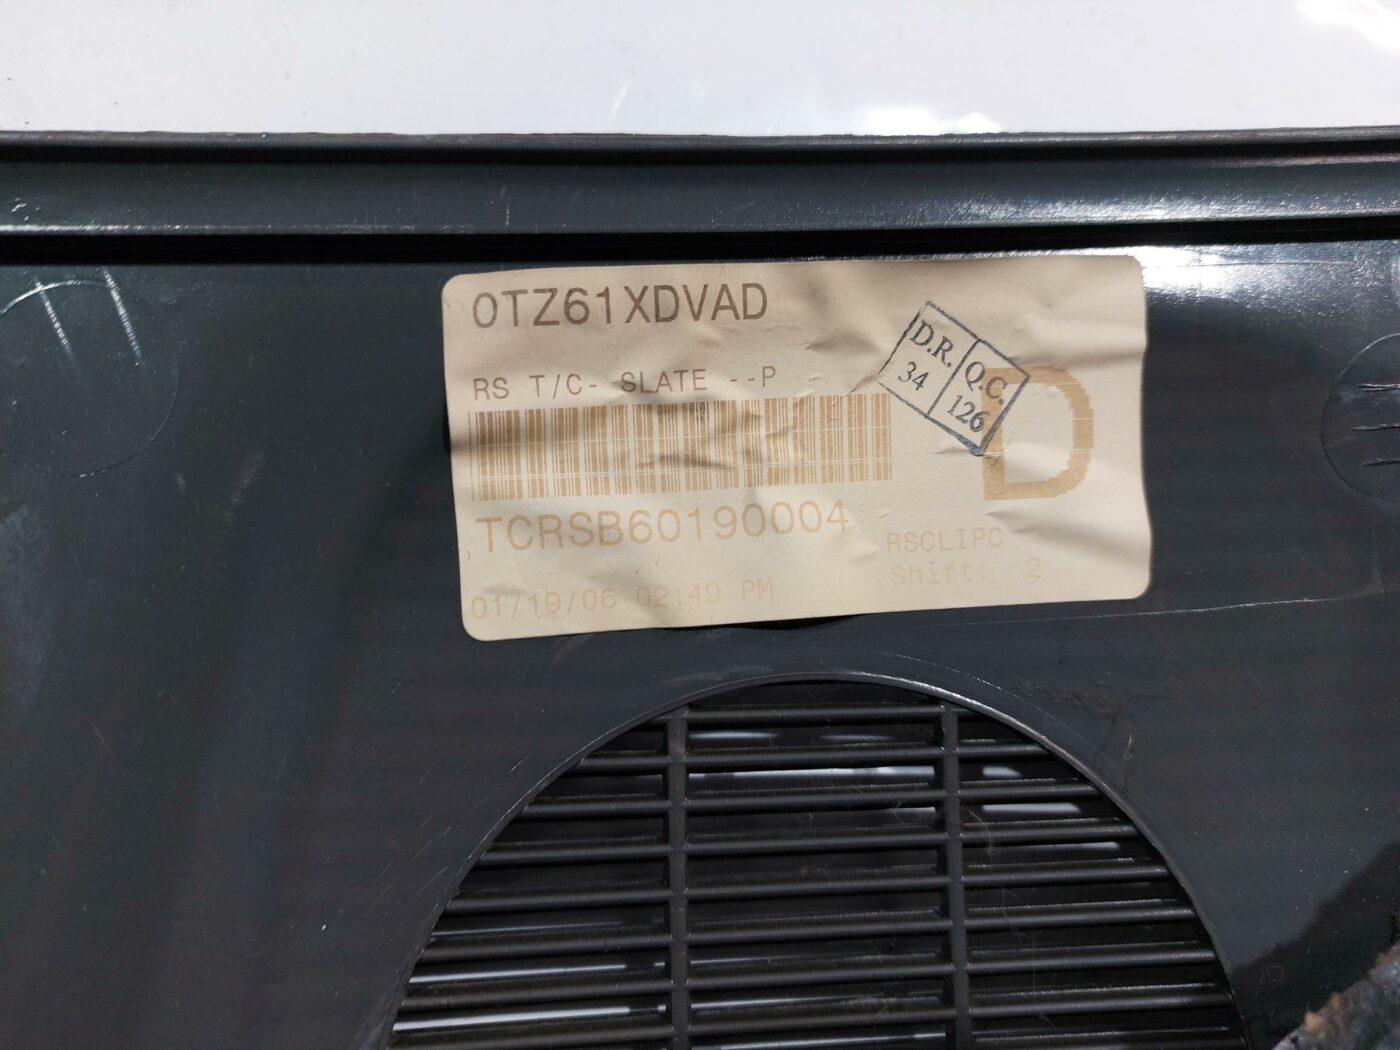 0TZ61XDVAD
RS T/C- SLATE --P
D.R.
34
Q.C.
126
D
TCRSB60190004
RSCLIPC
Shift: 2
01/19/06 02:49 PM